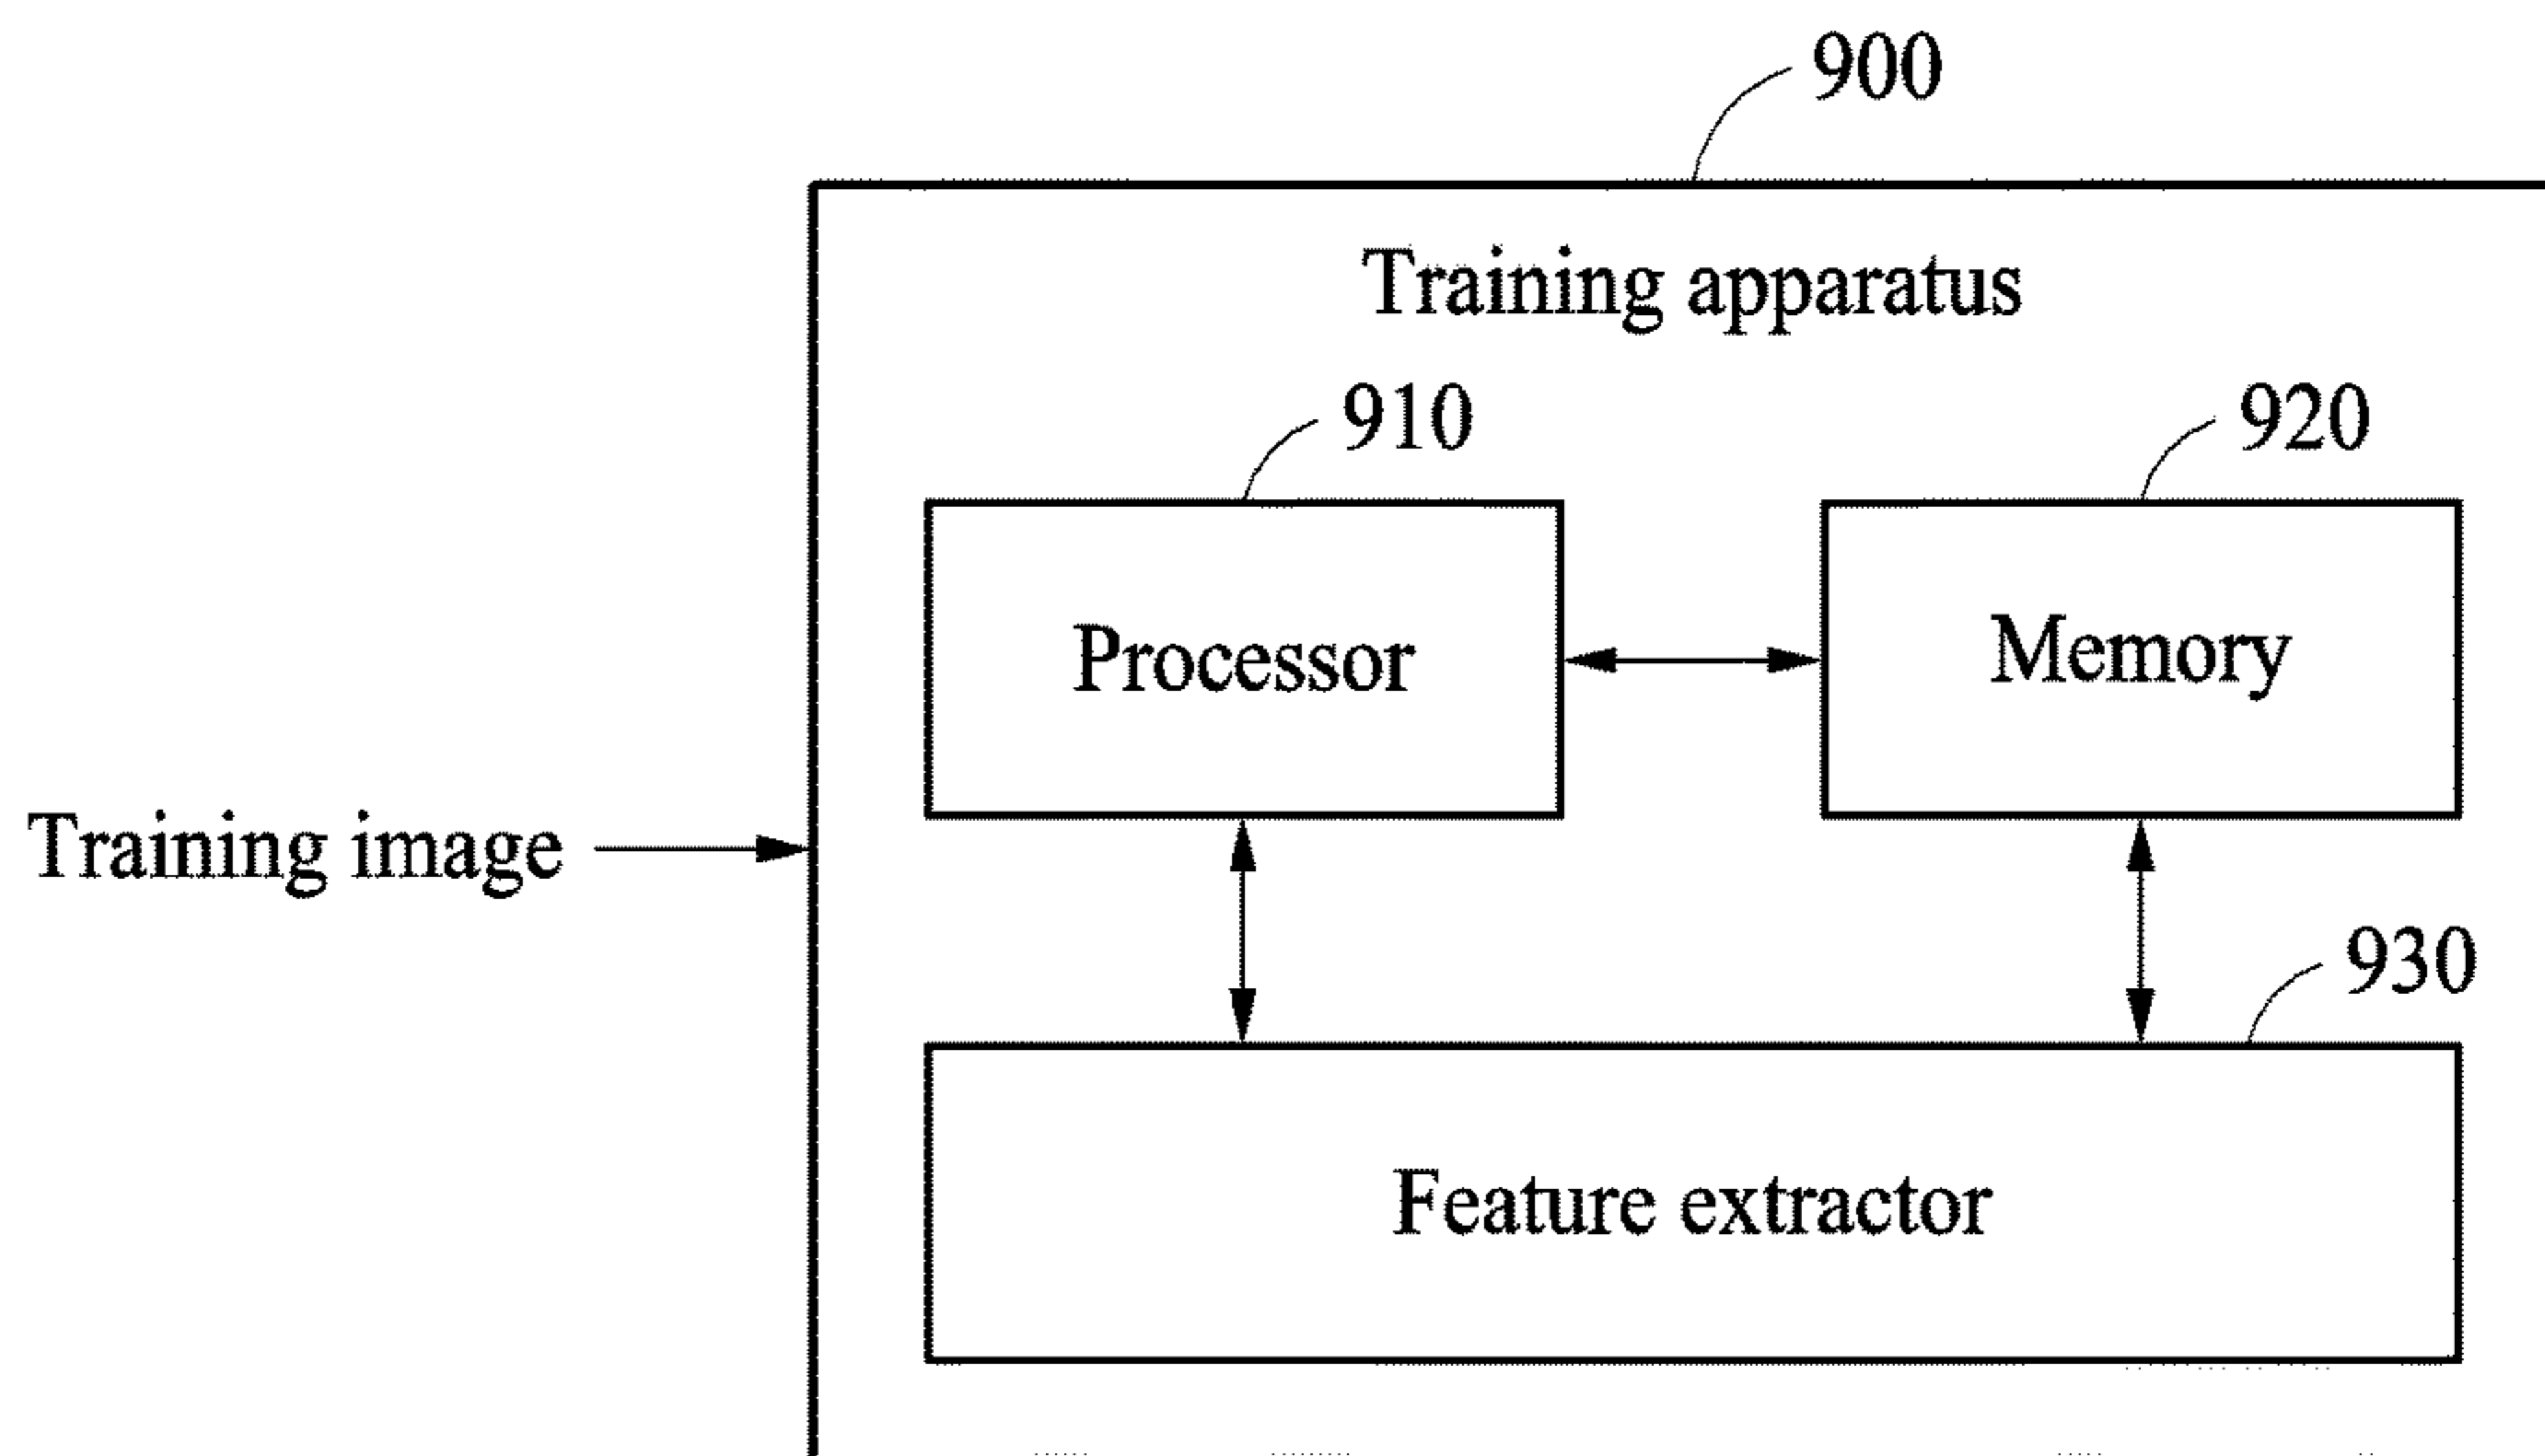 900
Training apparatus
910
920
Processor
Memory
Training image
930
Feature extractor